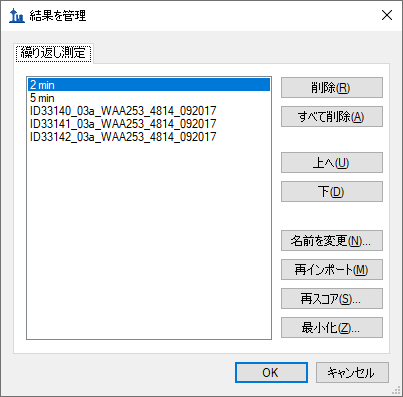 結果を管理
繰り返し測定
2 min
5 min
ID33140_03a_WAA253_4814_092017
ID33141_03a_WAA253_4814_092017
ID33142_03a_WAA253_4814_092017
削除(R)
すべて削除(A)
上へ(U)
下(D)
名前を変更(N)...
再インポート(M)
再スコア(S)...
最小化(Z)...
OK
キャンセル